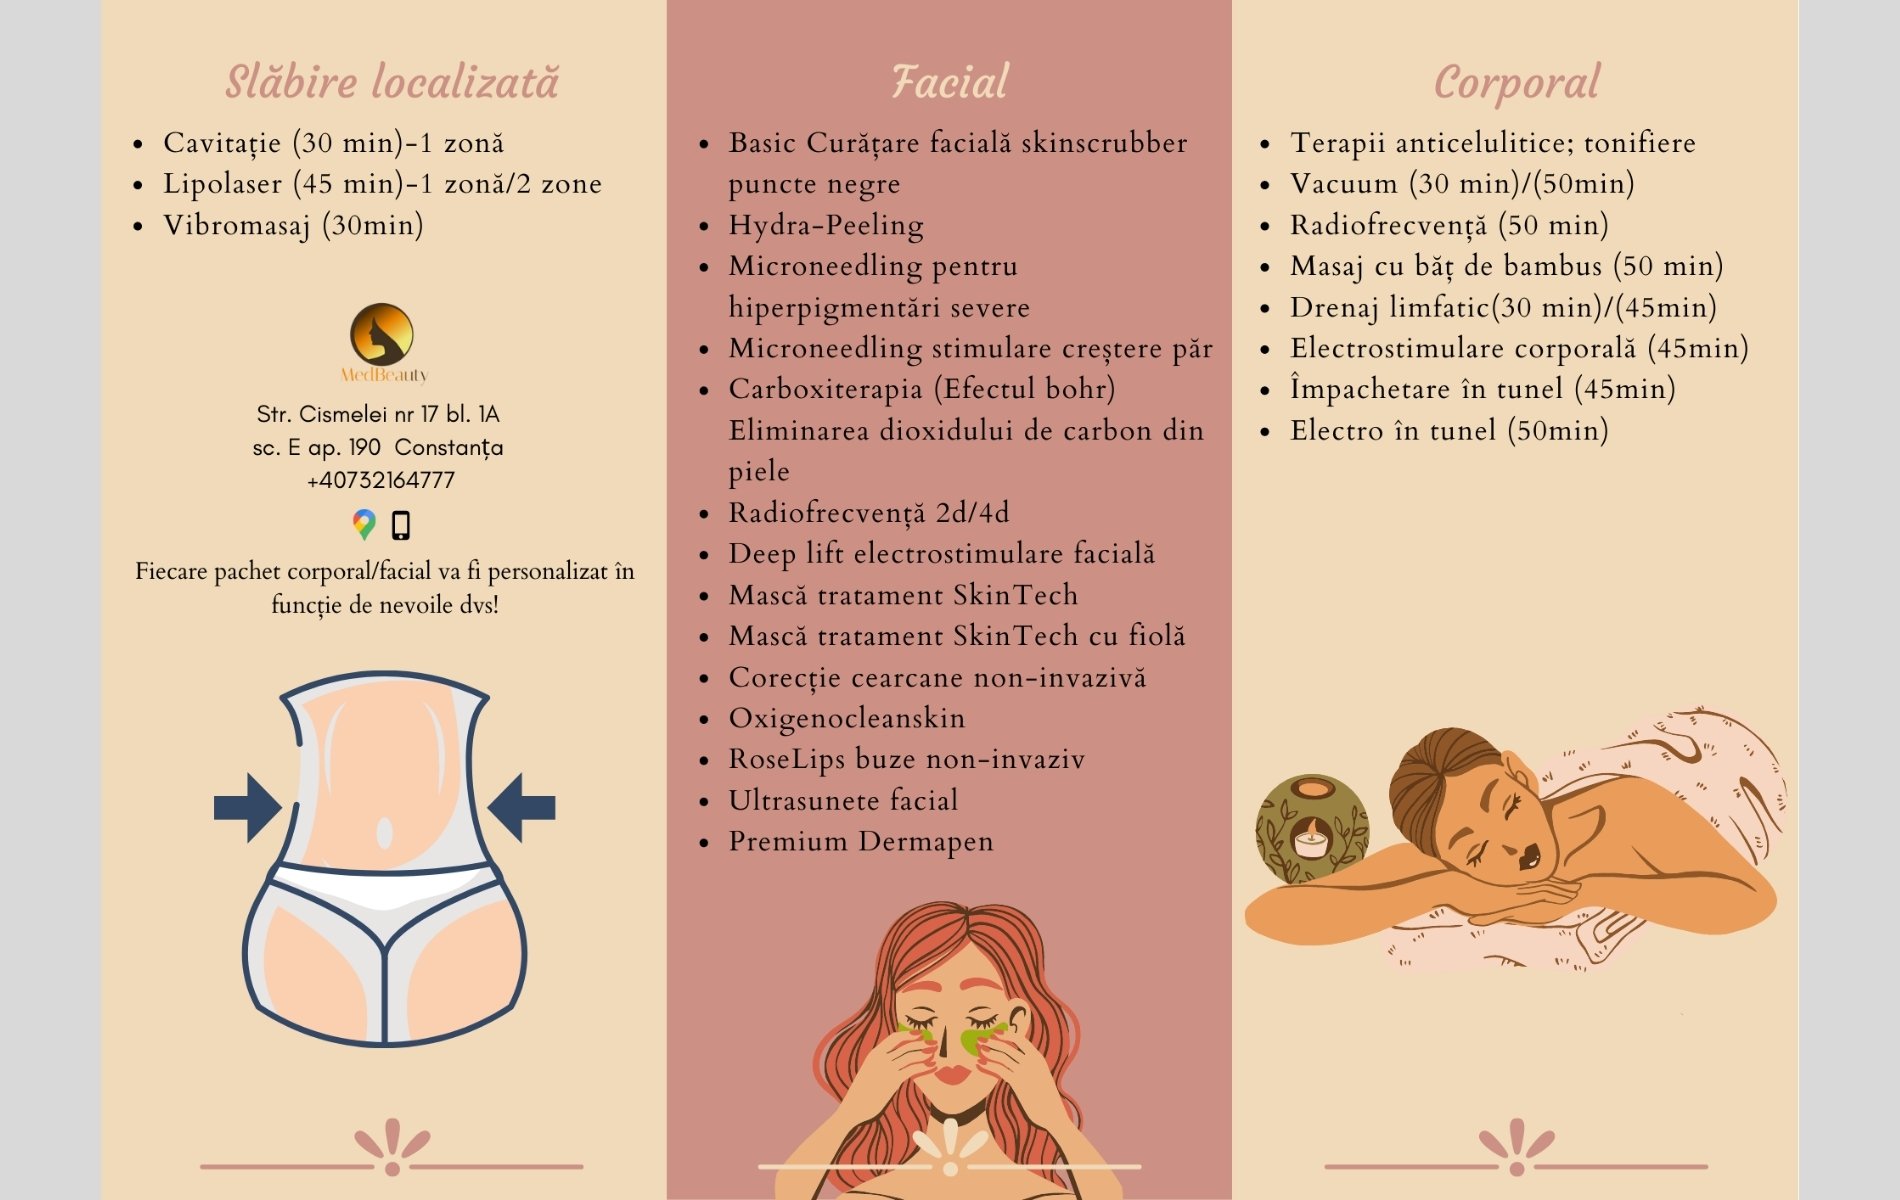 Slăbire localizată
• Cavitație (30 min)-1 zonă
• Lipolaser (45 min)-1 zonă/2 zone
• Vibromasaj (30min)
MedBeauty
Str. Cismelei nr 17 bl. 1A
sc. E ap. 190 Constanța
+40732164777
Fiecare pachet corporal/facial va fi personalizat în
funcție de nevoile dvs!
Facial
• Basic Curățare facială skinscrubber
puncte negre
• Hydra-Peeling
• Microneedling pentru
hiperpigmentări severe
• Microneedling stimulare creștere păr
• Carboxiterapia (Efectul bohr)
Eliminarea dioxidului de carbon din
piele
• Radiofrecvență 2d/4d
• Deep lift electrostimulare facială
• Mască tratament SkinTech
• Mască tratament SkinTech cu fiolă
• Corecție cearcane non-invazivă
• Oxigenocleanskin
• RoseLips buze non-invaziv
• Ultrasunete facial
• Premium Dermapen
Corporal
• Terapii anticelulitice; tonifiere
• Vacuum (30 min)/(50min)
• Radiofrecvență (50 min)
• Masaj cu băț de bambus (50 min)
• Drenaj limfatic(30 min)/(45min)
• Electrostimulare corporală (45min)
• Împachetare în tunel (45min)
• Electro în tunel (50min)